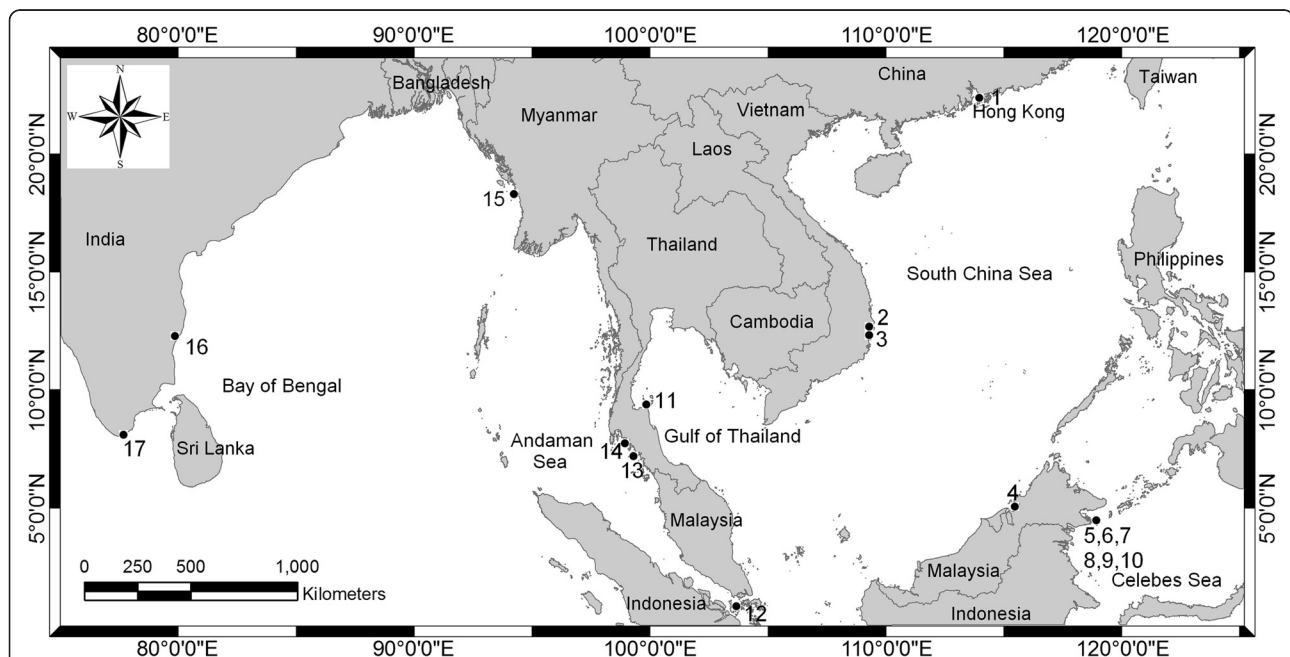 80°0'0"E 90°0'0"E 100°0'0"E 110°0'0"E 120°0'0"E
N
W E
S
Bangladesh
China
Taiwan
Myanmar
Vietnam
1
Hong Kong
Laos
20°0'0"N 20°0'0"N
15
India
Thailand
South China Sea
Philippines
15°0'0"N 15°0'0"N
Cambodia
2
3
16
Bay of Bengal
10°0'0"N 10°0'0"N
11
Gulf of Thailand
17
Sri Lanka
Andaman
Sea
14
13
4
5°0'0"N 5°0'0"N
Malaysia
5,6,7
8,9,10
Celebes Sea
Malaysia
0 250 500 1,000
Kilometers
Indonesia
12
Indonesia
80°0'0"E 90°0'0"E 100°0'0"E 110°0'0"E 120°0'0"E